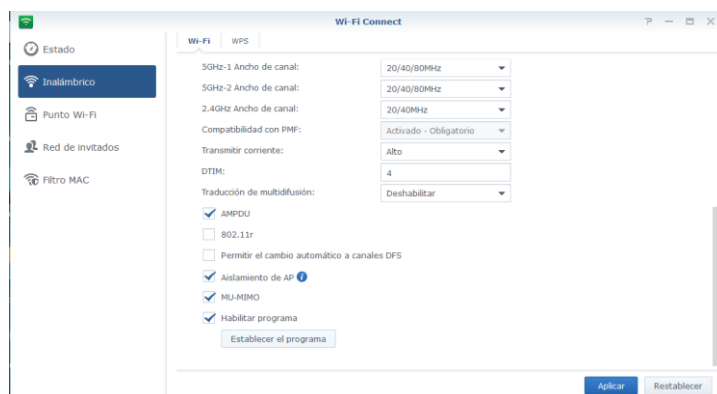 Wi-Fi Connect
Estado
Inalámbrico
Punto Wi-Fi
Red de invitados
Filtro MAC
Wi-Fi WPS
5GHz-1 Ancho de canal: 20/40/80MHz
5GHz-2 Ancho de canal: 20/40/80MHz
2.4GHz Ancho de canal: 20/40MHz
Compatibilidad con PMF: Activado - Obligatorio
Transmitir corriente: Alto
DTIM: 4
Traducción de multidifusión: Deshabilitar
AMPDU
802.11r
Permitir el cambio automático a canales DFS
Aislamiento de AP
MU-MIMO
Habilitar programa
Establecer el programa
Aplicar Restablecer